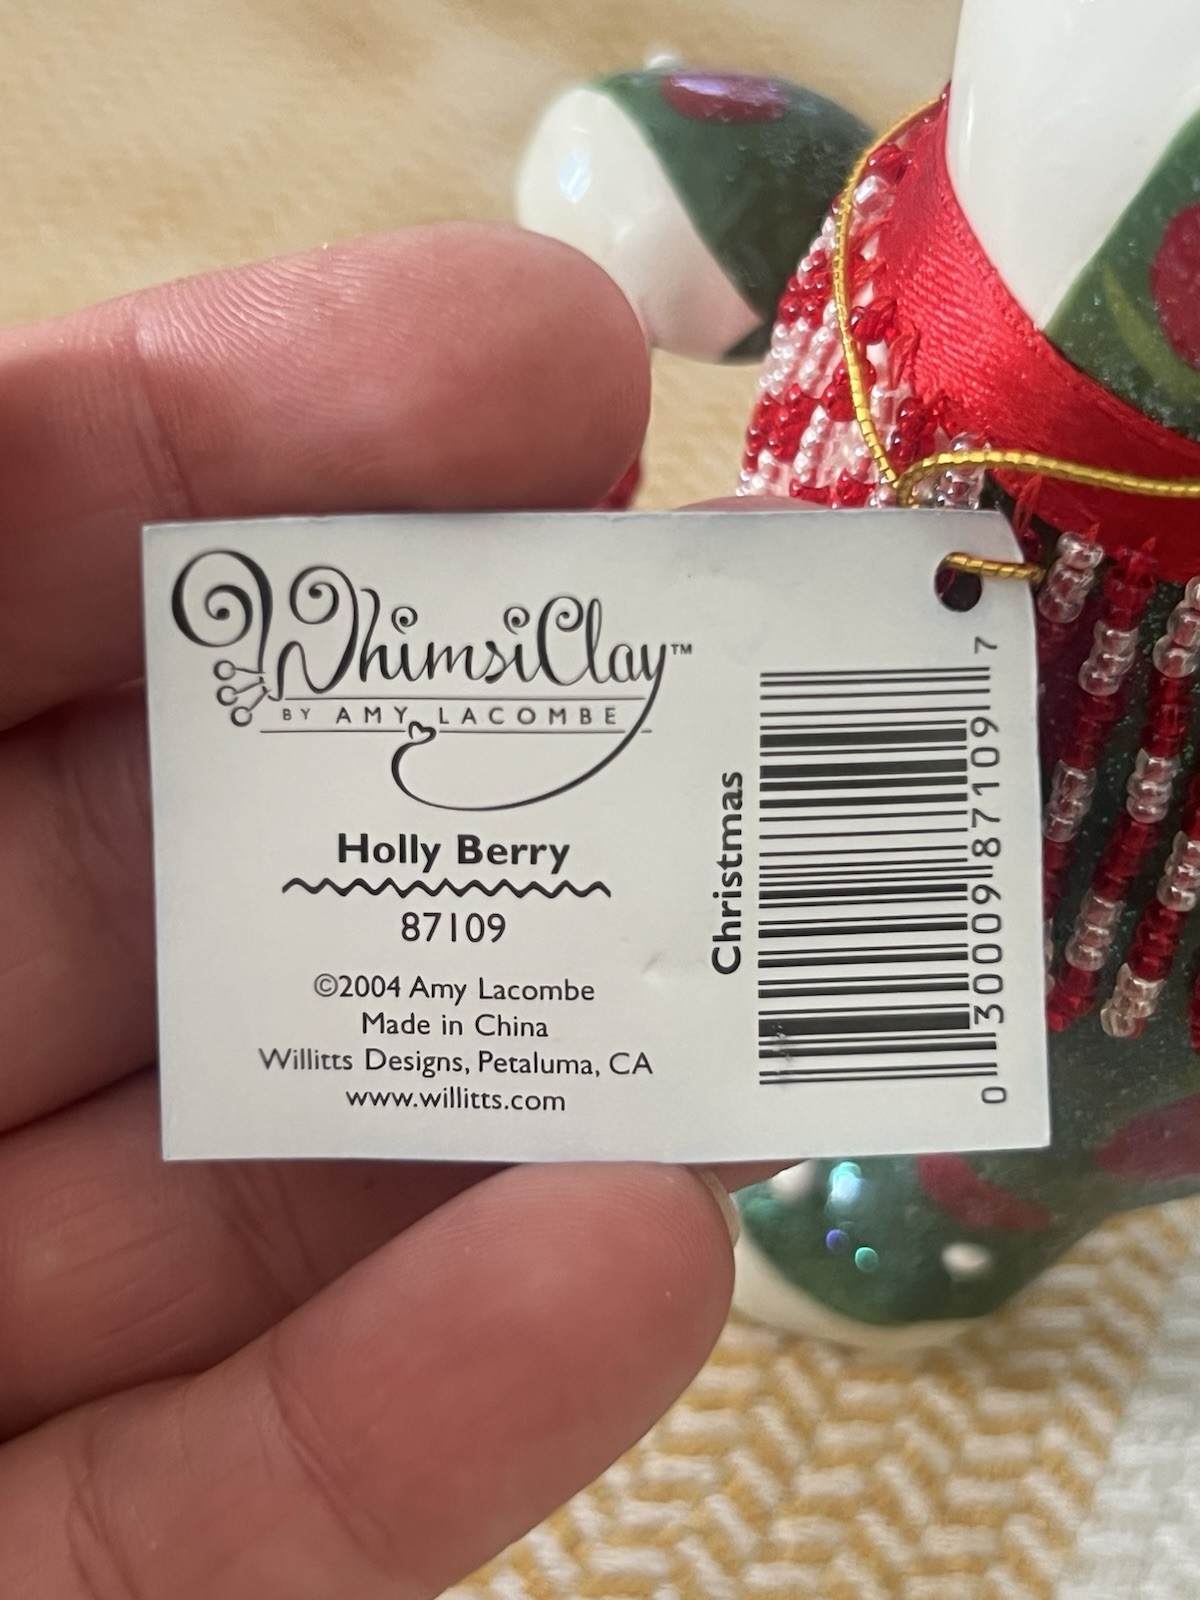 WhimsiClay™
BY AMY LACOMBE
Holly Berry
87109
©2004 Amy Lacombe
Made in China
Willitts Designs, Petaluma, CA
www.willitts.com
Christmas
0 30009 87109 7